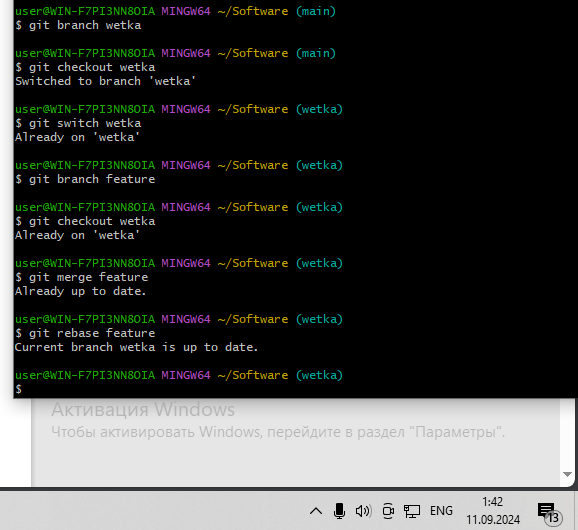 user@WIN-F7PI3NN8OIA MINGW64 ~/Software (main)
$ git branch wetka
user@WIN-F7PI3NN8OIA MINGW64 ~/Software (main)
$ git checkout wetka
Switched to branch 'wetka'
user@WIN-F7PI3NN8OIA MINGW64 ~/Software (wetka)
$ git switch wetka
Already on 'wetka'
user@WIN-F7PI3NN8OIA MINGW64 ~/Software (wetka)
$ git branch feature
user@WIN-F7PI3NN8OIA MINGW64 ~/Software (wetka)
$ git checkout wetka
Already on 'wetka'
user@WIN-F7PI3NN8OIA MINGW64 ~/Software (wetka)
$ git merge feature
Already up to date.
user@WIN-F7PI3NN8OIA MINGW64 ~/Software (wetka)
$ git rebase feature
Current branch wetka is up to date.
user@WIN-F7PI3NN8OIA MINGW64 ~/Software (wetka)
$
Активация Windows
Чтобы активировать Windows, перейдите в раздел "Параметры".
ENG
1:42
11.09.2024
13